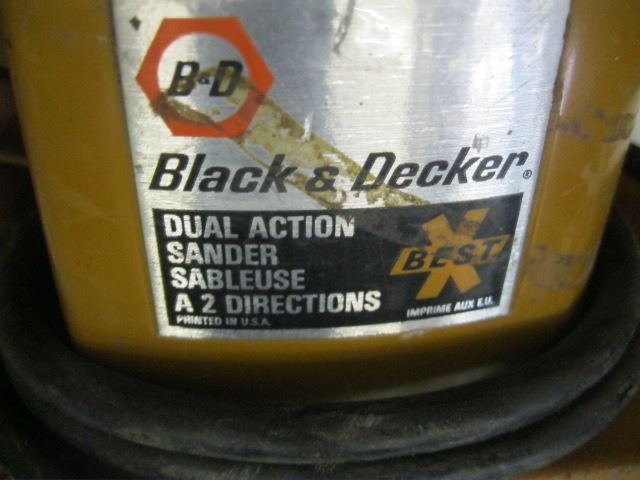 B&D
Black & Decker®
DUAL ACTION
SANDER
SABLEUSE
A 2 DIRECTIONS
PRINTED IN U.S.A.
X
BEST
IMPRIME AUX E.U.